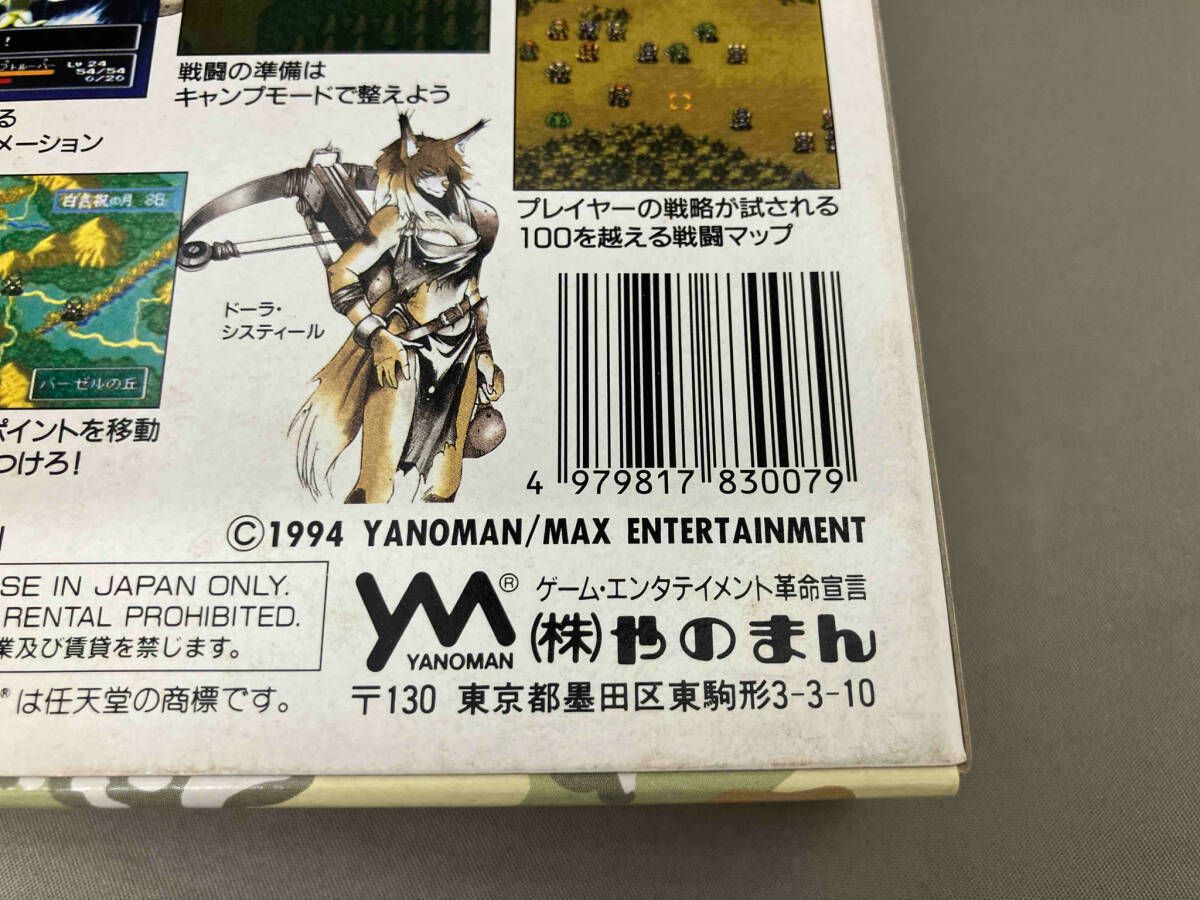 !
Lv 24
54/54
0/20
戦闘の準備は
キャンプモードで整えよう
る
メーション
プレイヤーの戦略が試される
100を越える戦闘マップ
バーゼルの丘
ドーラ・
システィール
ポイントを移動
つけろ!
4 979817 830079
©1994 YANOMAN/MAX ENTERTAINMENT
SE IN JAPAN ONLY.
RENTAL PROHIBITED.
業及び賃貸を禁じます。
®は任天堂の商標です。
YM®
YANOMAN
ゲーム・エンタテイメント革命宣言
(株)やのまん
〒130 東京都墨田区東駒形3-3-10